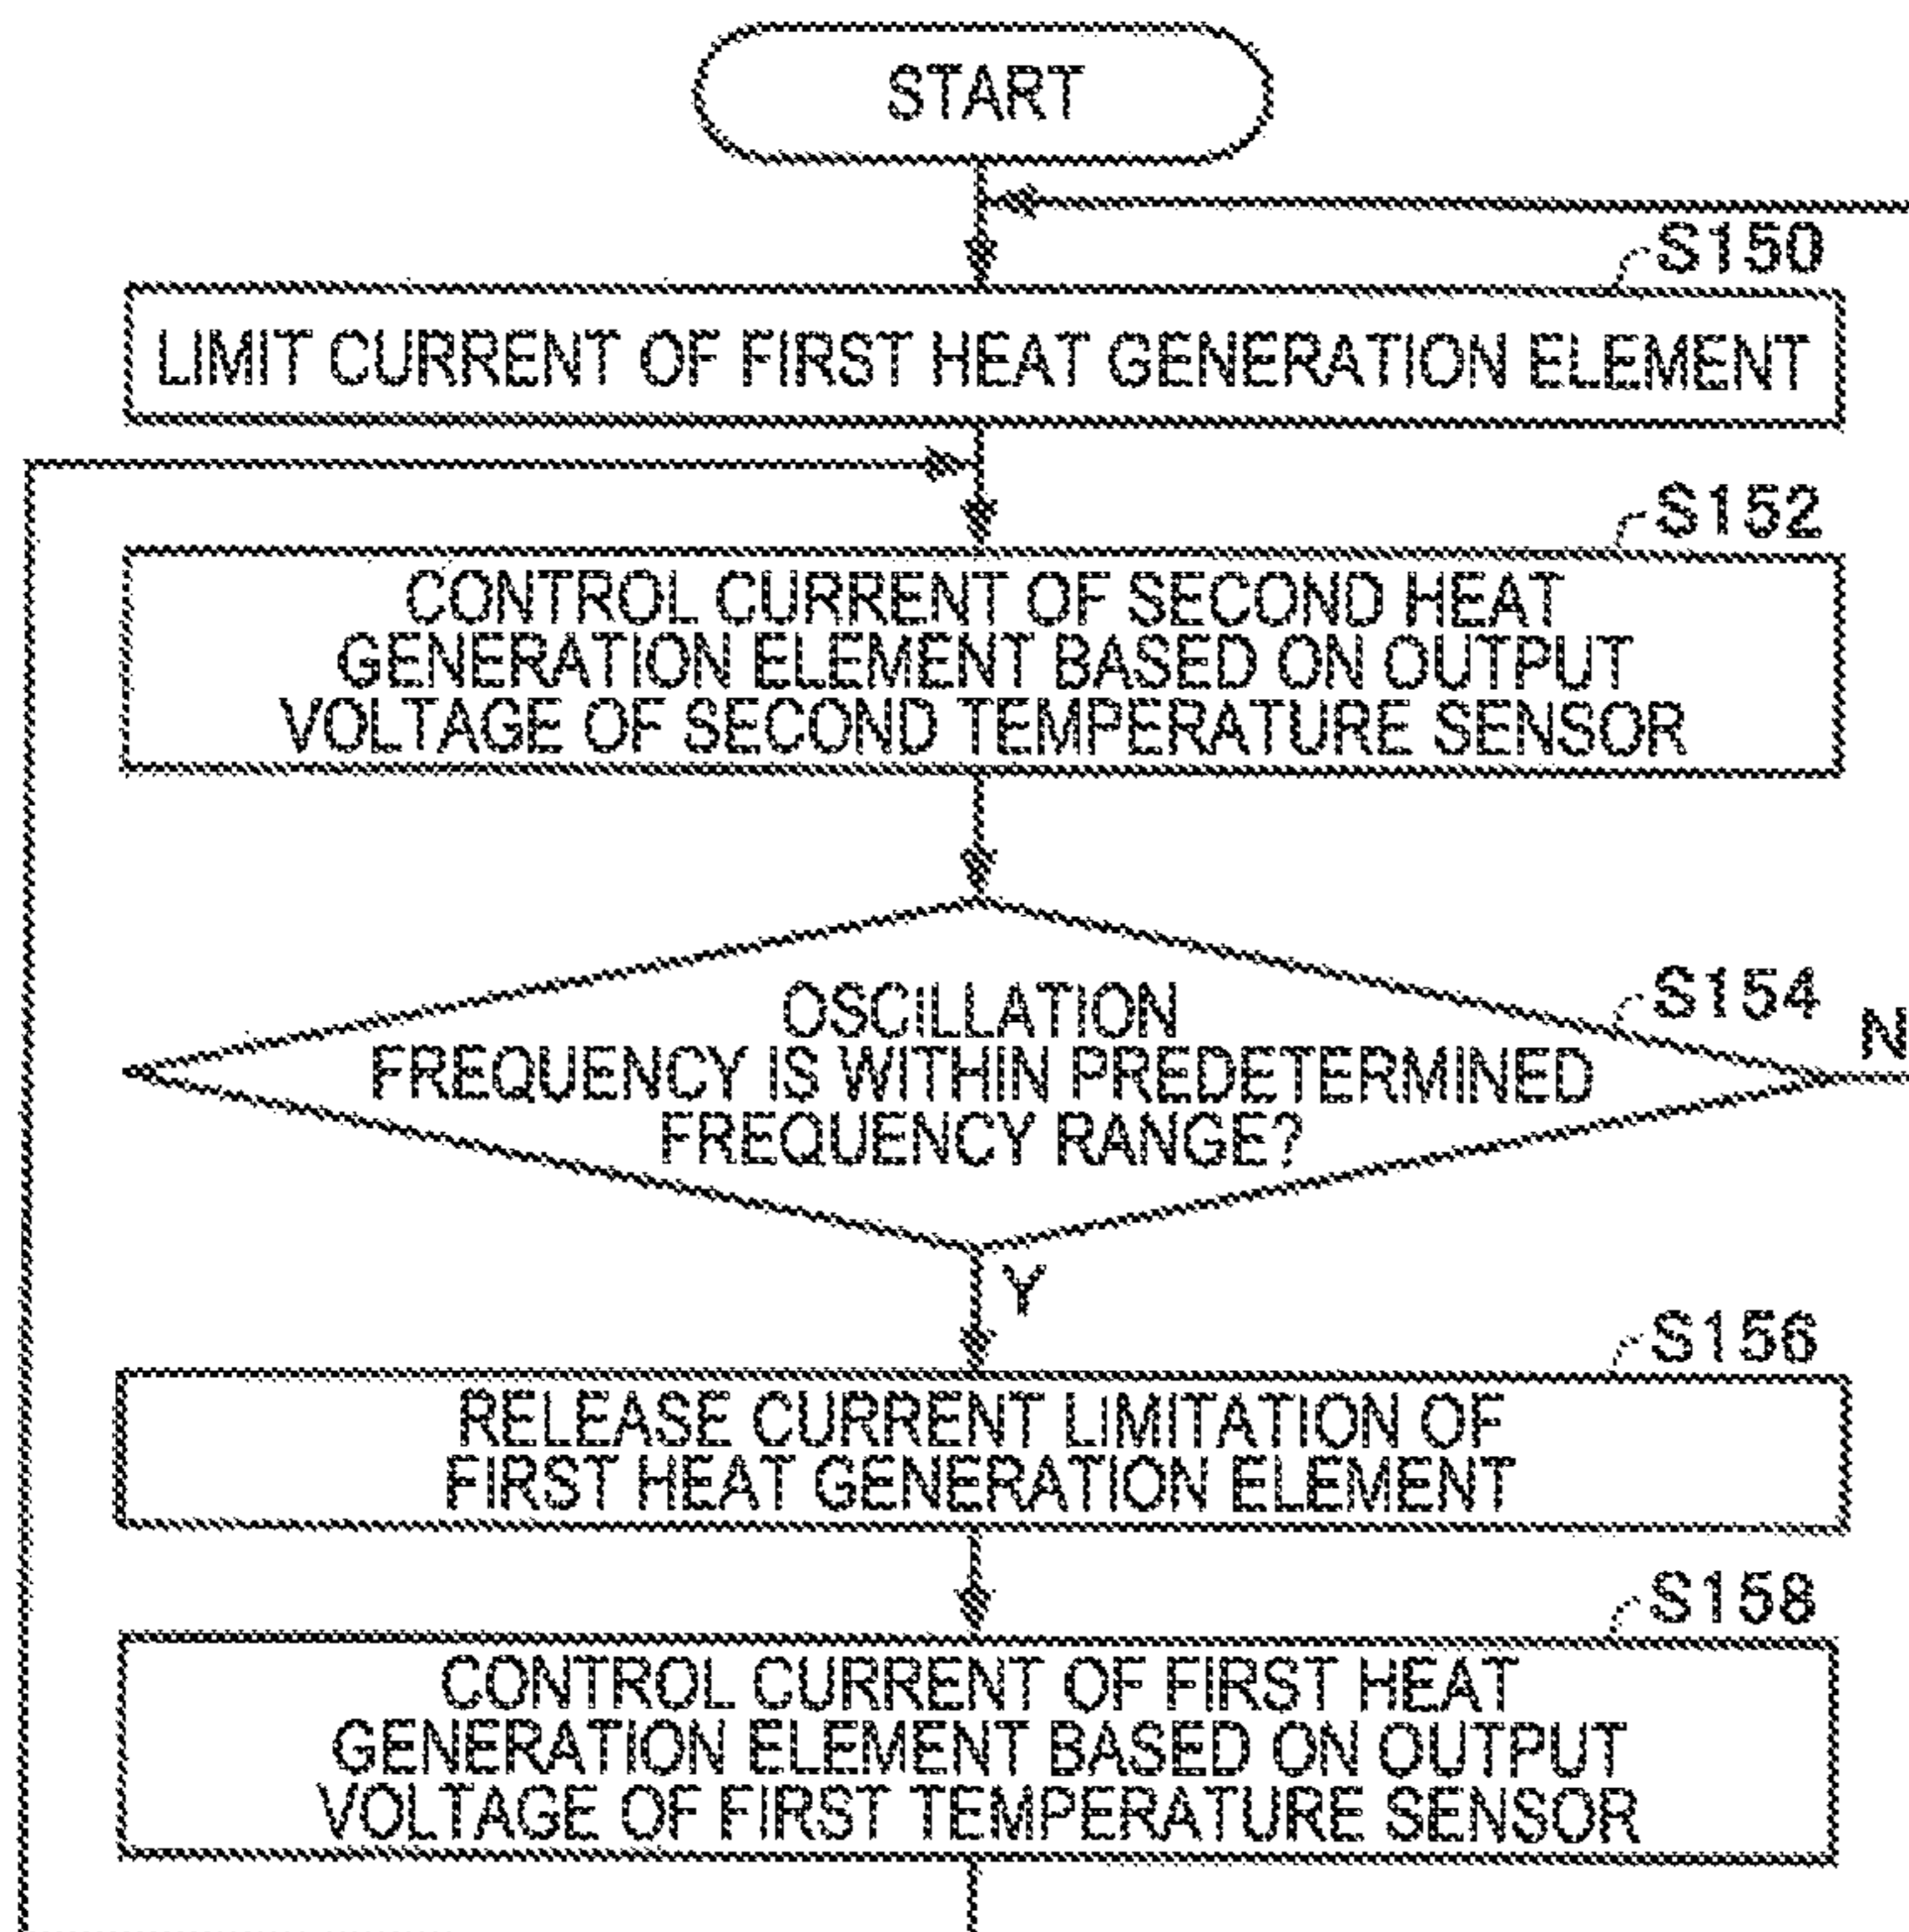 START
S150
LIMIT CURRENT OF FIRST HEAT GENERATION ELEMENT
S152
CONTROL CURRENT OF SECOND HEAT
GENERATION ELEMENT BASED ON OUTPUT
VOLTAGE OF SECOND TEMPERATURE SENSOR
S154
N
OSCILLATION
FREQUENCY IS WITHIN PREDETERMINED
FREQUENCY RANGE?
Y
S156
RELEASE CURRENT LIMITATION OF
FIRST HEAT GENERATION ELEMENT
S158
CONTROL CURRENT OF FIRST HEAT
GENERATION ELEMENT BASED ON OUTPUT
VOLTAGE OF FIRST TEMPERATURE SENSOR